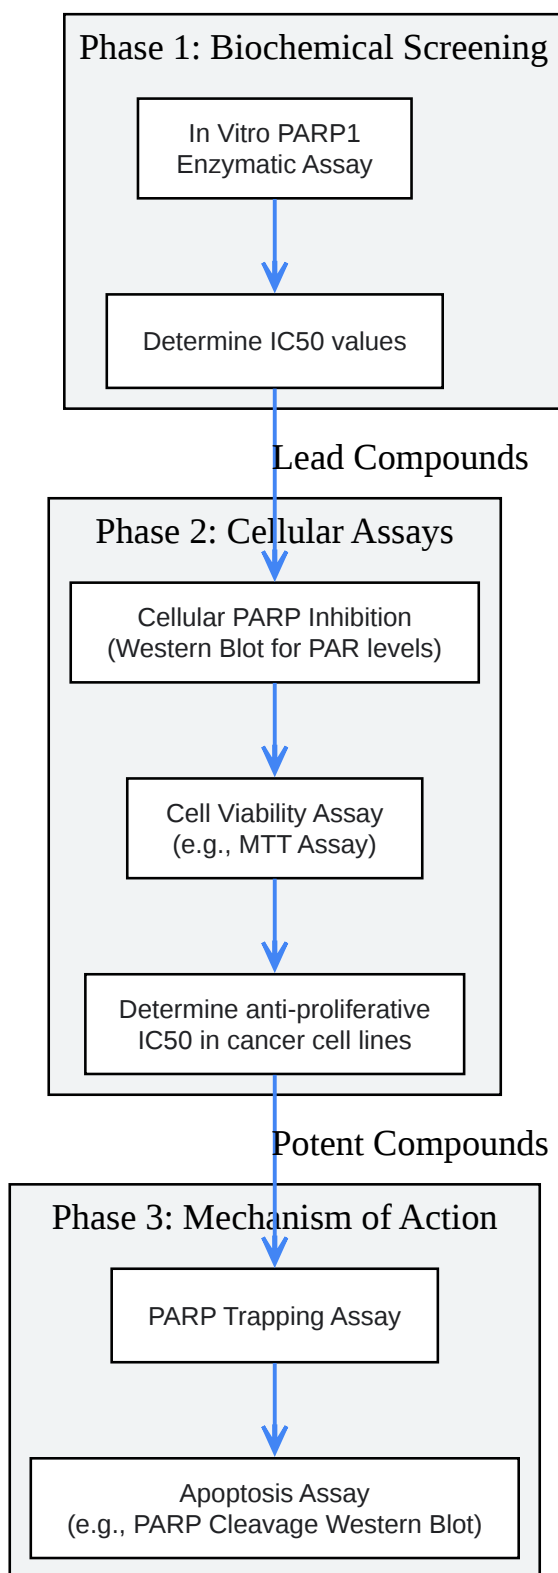 Phase 1: Biochemical Screening
In Vitro PARP1
Enzymatic Assay
Determine IC50 values
Lead Compounds
Phase 2: Cellular Assays
Cellular PARP Inhibition
(Western Blot for PAR levels)
Cell Viability Assay
(e.g., MTT Assay)
Determine anti-proliferative
IC50 in cancer cell lines
Potent Compounds
Phase 3: Mechanism of Action
PARP Trapping Assay
Apoptosis Assay
(e.g., PARP Cleavage Western Blot)